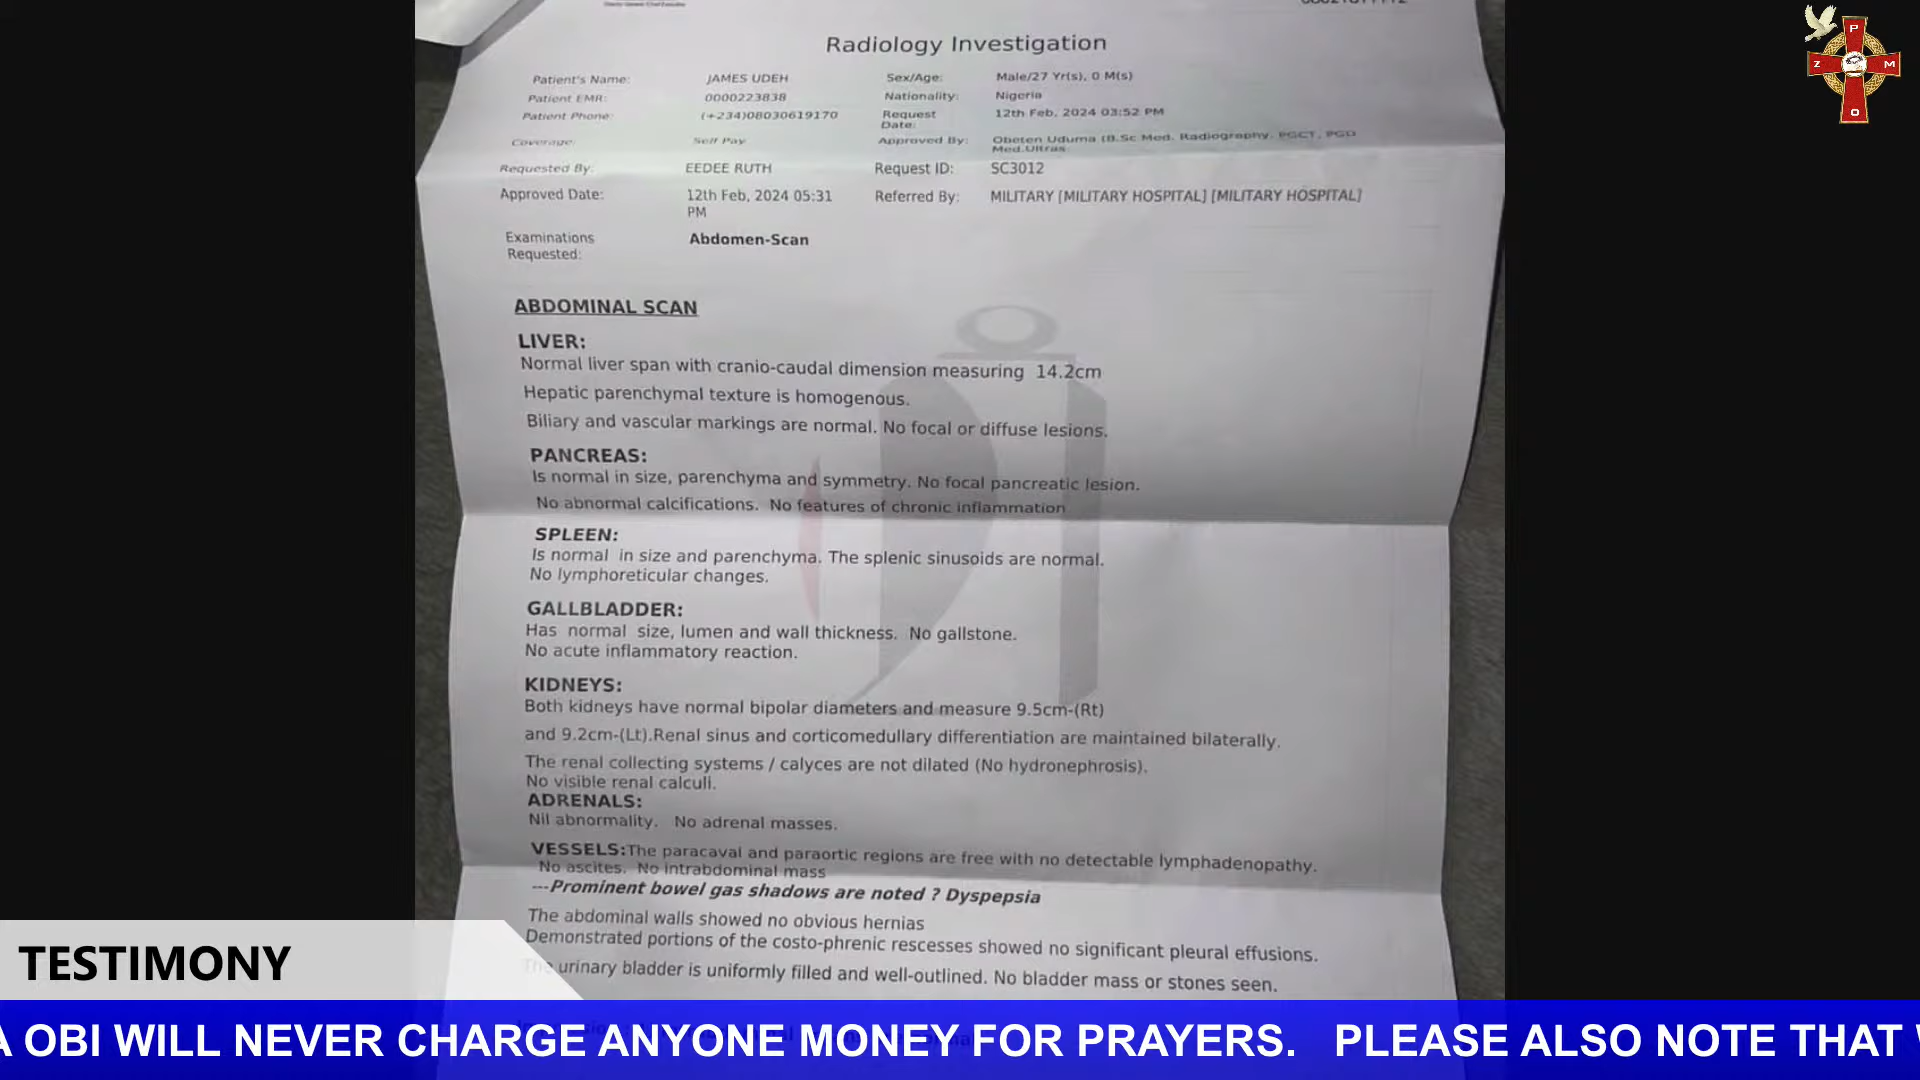 Radiology Investigation
Patient's Name: JAMES UDEH Sex/Age: Male/27 Yr(s), 0 M(s)
Patient EMR: 0000223838 Nationality: Nigeria
Patient Phone: (+234)08030619170 Request Date: 12th Feb, 2024 03:52 PM
Coverage: Self Pay Approved By: Obeten Uduma (B.Sc Med. Radiography, PGCT, PGD Med.Ultras
Requested By: EEDEE RUTH Request ID: SC3012
Approved Date: 12th Feb, 2024 05:31 PM Referred By: MILITARY [MILITARY HOSPITAL] [MILITARY HOSPITAL]
Examinations Requested: Abdomen-Scan
ABDOMINAL SCAN
LIVER:
Normal liver span with cranio-caudal dimension measuring 14.2cm
Hepatic parenchymal texture is homogenous.
Biliary and vascular markings are normal. No focal or diffuse lesions.
PANCREAS:
Is normal in size, parenchyma and symmetry. No focal pancreatic lesion.
No abnormal calcifications. No features of chronic inflammation
SPLEEN:
Is normal in size and parenchyma. The splenic sinusoids are normal.
No lymphoreticular changes.
GALLBLADDER:
Has normal size, lumen and wall thickness. No gallstone.
No acute inflammatory reaction.
KIDNEYS:
Both kidneys have normal bipolar diameters and measure 9.5cm-(Rt)
and 9.2cm-(Lt).Renal sinus and corticomedullary differentiation are maintained bilaterally.
The renal collecting systems / calyces are not dilated (No hydronephrosis).
No visible renal calculi.
ADRENALS:
Nil abnormality. No adrenal masses.
VESSELS:The paracaval and paraortic regions are free with no detectable lymphadenopathy.
No ascites. No intrabdominal mass
---Prominent bowel gas shadows are noted ? Dyspepsia
The abdominal walls showed no obvious hernias
Demonstrated portions of the costo-phrenic rescesses showed no significant pleural effusions.
The urinary bladder is uniformly filled and well-outlined. No bladder mass or stones seen.
TESTIMONY
A OBI WILL NEVER CHARGE ANYONE MONEY FOR PRAYERS. PLEASE ALSO NOTE THAT
P
Z M
O